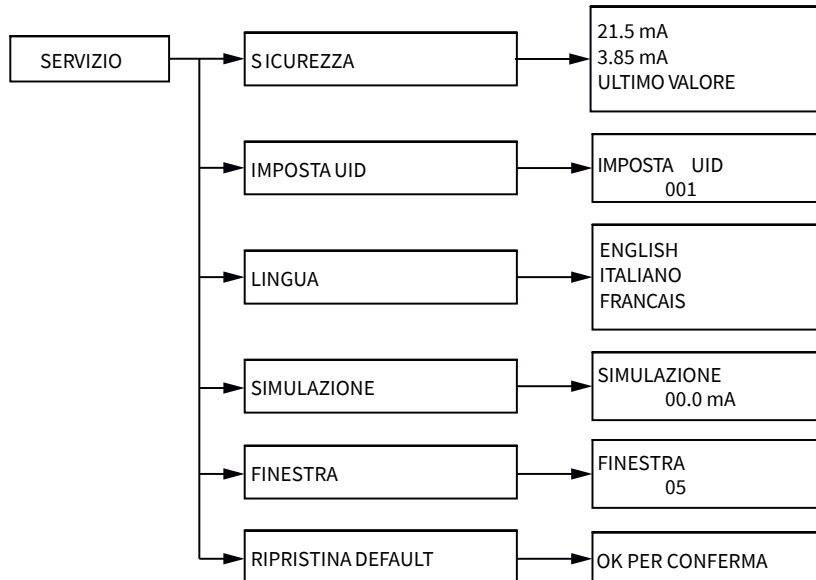 SERVIZIO
SICUREZZA
21.5 mA
3.85 mA
ULTIMO VALORE
IMPOSTA UID
IMPOSTA UID
001
LINGUA
ENGLISH
ITALIANO
FRANCAIS
SIMULAZIONE
SIMULAZIONE
00.0 mA
FINESTRA
FINESTRA
05
RIPRISTINA DEFAULT
OK PER CONFERMA